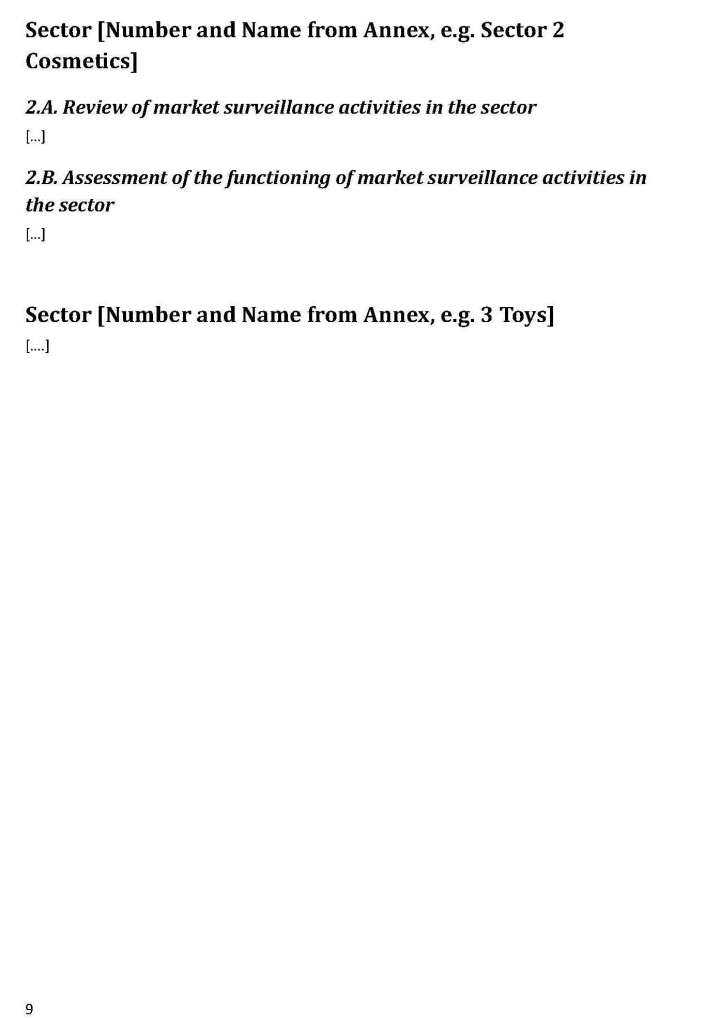 Sector [Number and Name from Annex, e.g. Sector 2
Cosmetics]
2.A. Review of market surveillance activities in the sector
[...]
2.B. Assessment of the functioning of market surveillance activities in
the sector
[...]
Sector [Number and Name from Annex, e.g. 3 Toys]
[....]
9